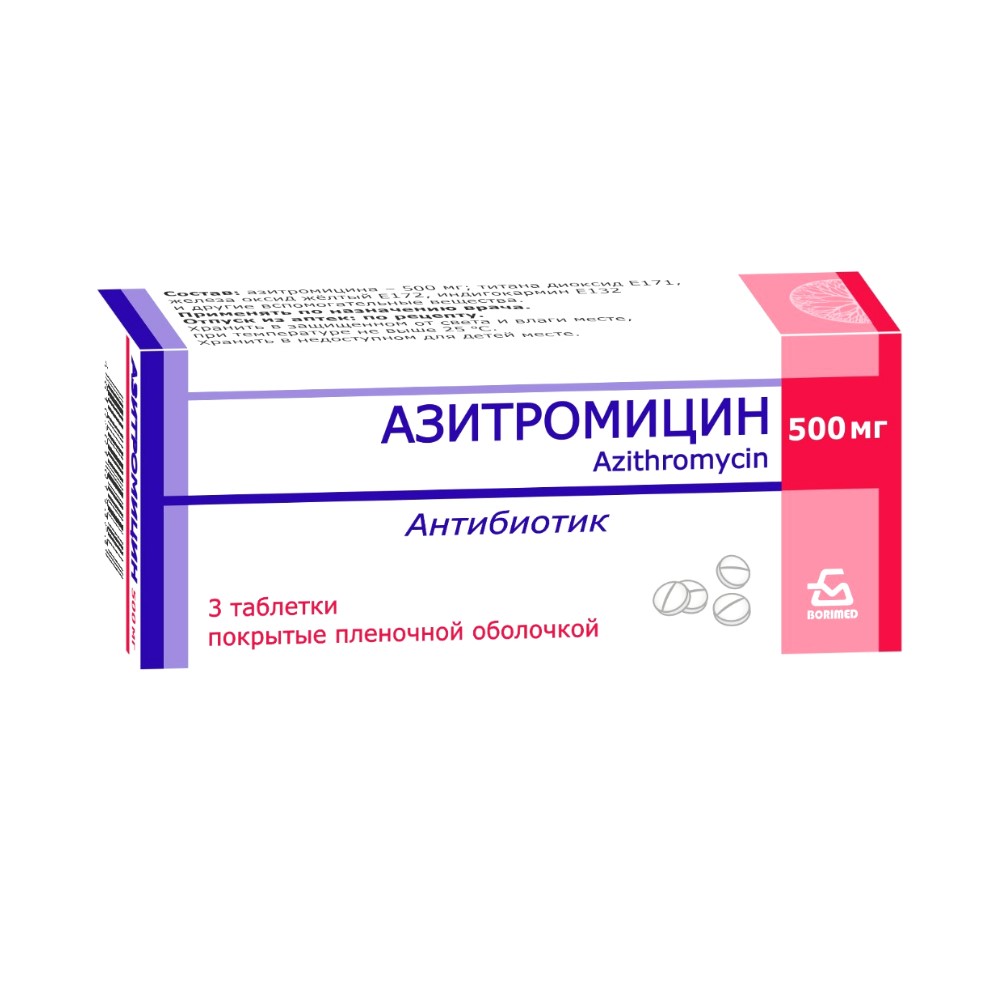 Состав: азитромицина – 500 мг; титана диоксид Е171,
железа оксид жёлтый Е172, индигокармин Е132
и другие вспомогательные вещества.
Применять по назначению врача.
Отпуск из аптек: по рецепту.
Хранить в защищенном от света и влаги месте,
при температуре не выше 25 °С.
Хранить в недоступном для детей месте.
АЗИТРОМИЦИН
500 мг
Azithromycin
Антибиотик
3 таблетки
покрытые пленочной оболочкой
BORIMED
АЗИТРОМИЦИН 500 мг